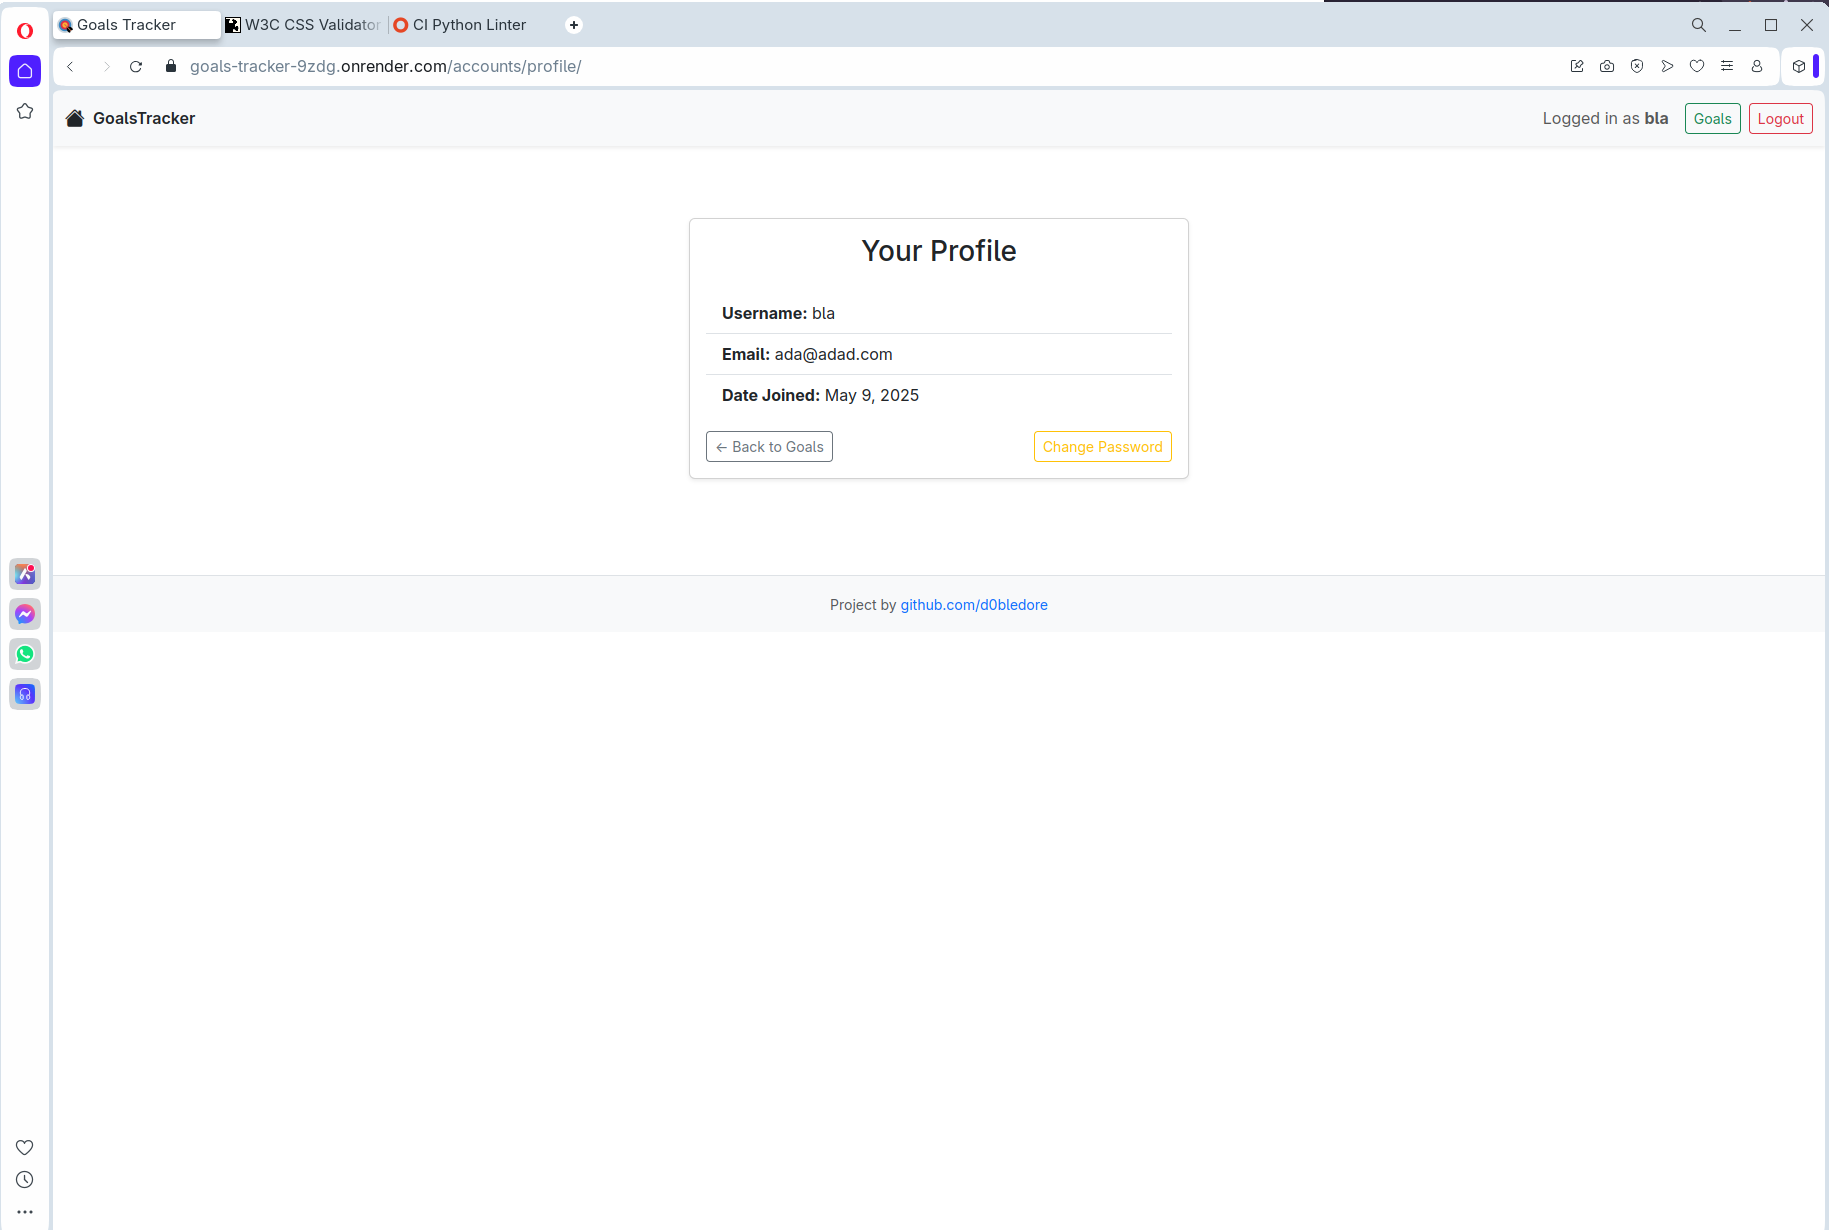 Goals Tracker
W3C CSS Validator
CI Python Linter
goals-tracker-9zdg.onrender.com/accounts/profile/
GoalsTracker
Logged in as bla
Goals
Logout
Your Profile
Username: bla
Email: ada@adad.com
Date Joined: May 9, 2025
← Back to Goals
Change Password
Project by github.com/d0bledore